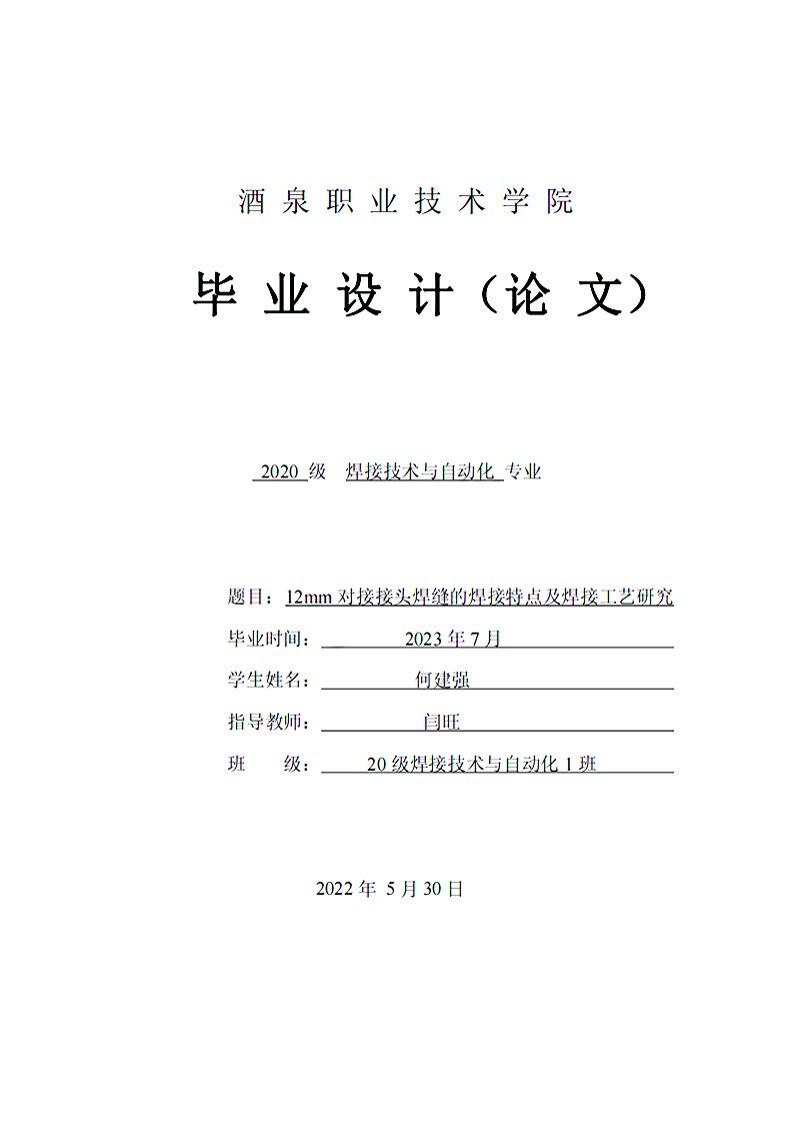 酒泉职业技术学院
毕业设计（论文）
2020 级 焊接技术与自动化 专业
题目：12mm 对接接头焊缝的焊接特点及焊接工艺研究
毕业时间： 2023 年 7 月
学生姓名： 何建强
指导教师： 闫旺
班 级： 20 级焊接技术与自动化 1 班
2022 年 5 月 30 日